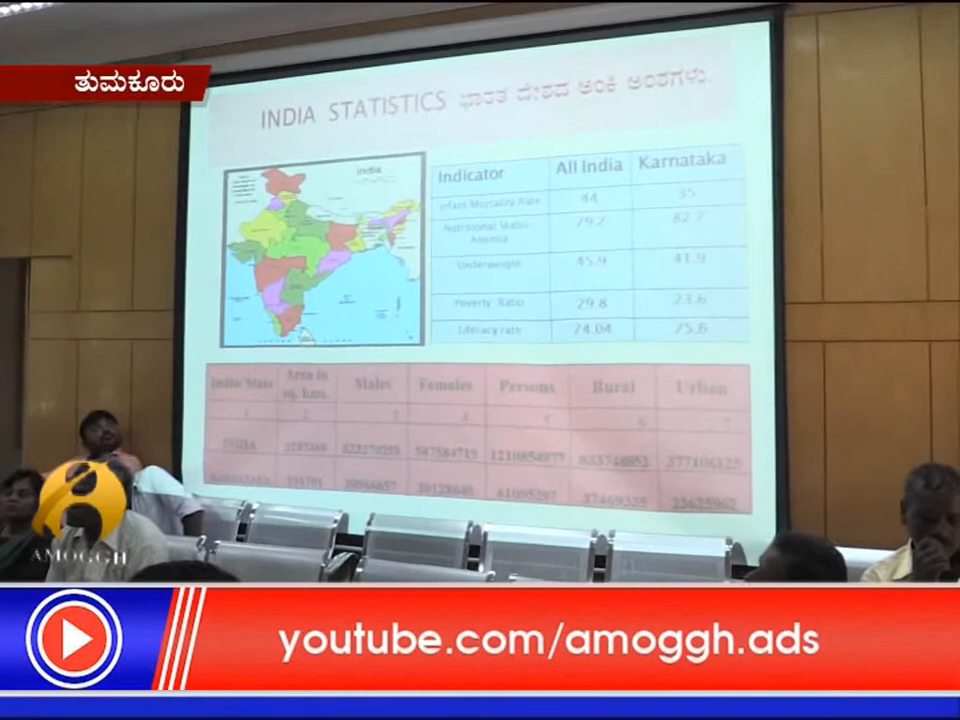 ತುಮಕೂರು
INDIA STATISTICS ಭಾರತ ದೇಶದ ಅಂಕಿ ಅಂಶಗಳು.
India
Indicator All India Karnataka
Infant Mortality Rate 44 35
Nutritional Status Anemia 79.2 82.7
Underweight 45.9 41.9
Poverty Ratio 29.8 23.6
Literacy rate 74.04 75.6
India/State Area in sq. kms. Males Females Persons Rural Urban
1 2 3 4 5 6 7
INDIA 587584719 1210854977 377106125
191791 30966657 30128640 61095297 37469335 23625962
AMOGGH
youtube.com/amoggh.ads